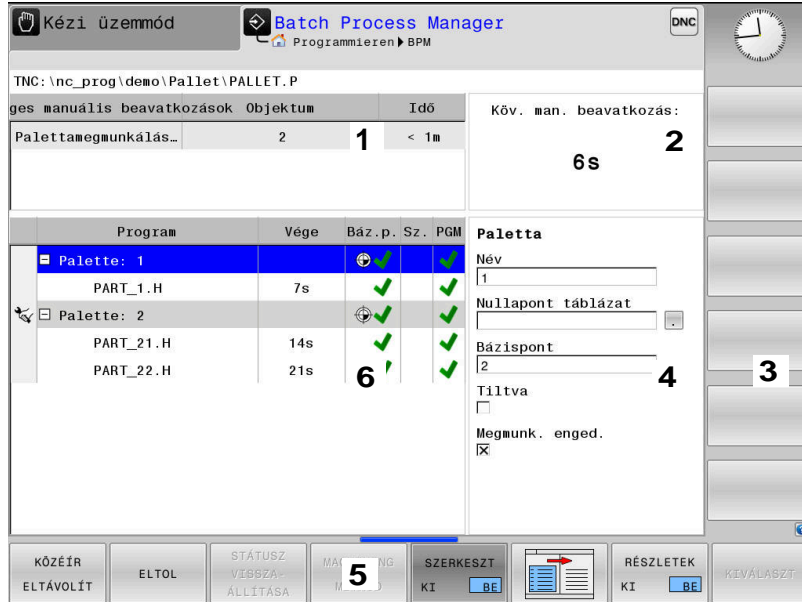 Kézi üzemmód
Batch Process Manager
DNC
Programmieren BPM
TNC:\nc_prog\demo\Pallet\PALLET.P
ges manuális beavatkozások Objektum Idő
Palettamegmunkálás… 2 < 1m
1
Köv. man. beavatkozás:
2
6s
Program Vége Báz.p. Sz. PGM
Palette: 1
PART_1.H 7s
Palette: 2
PART_21.H 14s
PART_22.H 21s
6
Paletta
Név
1
Nullapont táblázat
.
Bázispont
2
4
Tiltva
Megmunk. enged.
3
KÖZÉÍR
ELTÁVOLÍT
ELTOL
STÁTUSZ
VISSZA-
ÁLLÍTÁSA
5
SZERKESZT
KI BE
RÉSZLETEK
KI BE
KIVÁLASZT